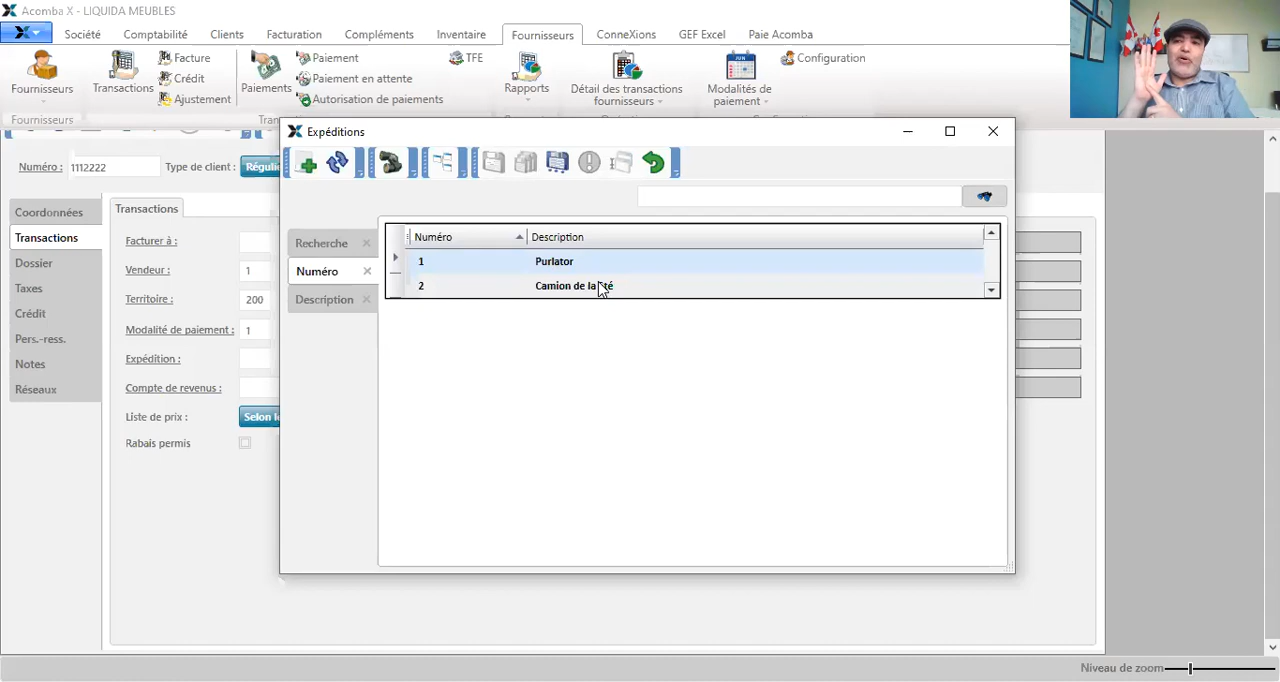 Acomba X - LIQUIDA MEUBLES
Société Comptabilité Clients Facturation Compléments Inventaire Fournisseurs ConneXions GEF Excel Paie Acomba
Fournisseurs
Transactions
Facture
Crédit
Ajustement
Paiements
Paiement
Paiement en attente
Autorisation de paiements
TFE
Rapports
Détail des transactions
fournisseurs
JUN
Modalités de
paiement
Configuration
Fournisseurs
Expéditions
Numéro : 1112222 Type de client :
Coordonnées
Transactions
Dossier
Taxes
Crédit
Pers.-ress.
Notes
Réseaux
Transactions
Facturer à :
Vendeur : 1
Territoire : 200
Modalité de paiement : 1
Expédition :
Compte de revenus :
Liste de prix :
Rabais permis
Recherche
Numéro
Description
Numéro Description
1 Purlator
2 Camion de la
Niveau de zoom